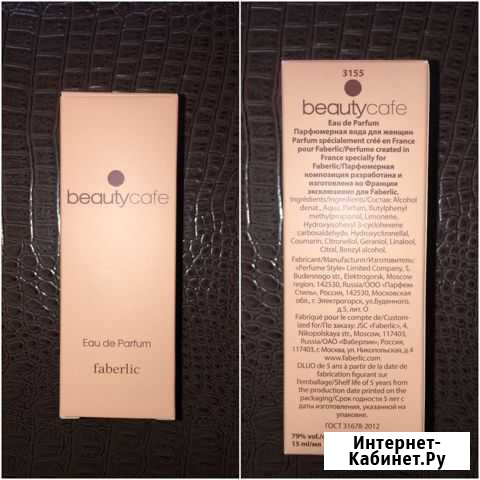 beautycafe
Eau de Parfum
faberlic
3155
beautycafe
Eau de Parfum
Парфюмерная вода для женщин
Parfum spécialement créé en France
pour Faberlic/Perfume created in
France specially for
Faberlic/Парфюмерная
композиция разработана и
изготовлена во Франции
эксклюзивно для Faberlic.
Ingrédients/Ingredients/Состав: Alcohol
denat., Aqua, Parfum, Butylphenyl
methylpropional, Limonene,
Hydroxyisohexyl 3-cyclohexene
carboxaldehyde, Hydroxycitronellal,
Coumarin, Citronellol, Geraniol, Linalool,
Citral, Benzyl alcohol.
Fabricant/Manufacturer/Изготовитель:
«Perfume Style» Limited Company, 5,
Budennogo str., Elektrogorsk, Moscow
region, 142530, Russia/ООО «Парфюм
Стиль», Россия, 142530, Московская
обл., г. Электрогорск, ул.Буденного,
д.5, лит. О
Fabriqué pour le compte de/Custom-
ized for/По заказу: JSC «Faberlic», 4,
Nikopolskaya str., Moscow, 117403,
Russia/ОАО «Фаберлик», Россия,
117403, г. Москва, ул. Никопольская, д.4
www.faberlic.com
DLUO de 5 ans à partir de la date de
fabrication figurant sur
l'emballage/Shelf life of 5 years from
the production date printed on the
packaging/Срок годности 5 лет с
даты изготовления, указанной на
упаковке.
ГОСТ 31678-2012
79% vol./
15 ml/мл
Интернет-
Кабинет.Ру